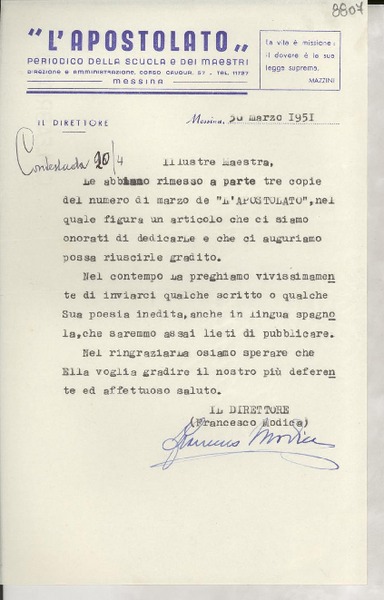 8807
"L'APOSTOLATO"
PERIODICO DELLA SCUOLA E DEI MAESTRI
DIREZIONE E AMMINISTRAZIONE, CORSO CAVOUR, 57 - TEL. 11727
MESSINA
La vita è missione:
il dovere è la sua
legge suprema.
MAZZINI
IL DIRETTORE
Messina, 30 marzo 1951
Contestada 20/4
Illustre Maestra,
Le abbiamo rimesso a parte tre copie
del numero di marzo de "L'APOSTOLATO",nel
quale figura un articolo che ci siamo
onorati di dedicarLe e che ci auguriamo
possa riuscirLe gradito.
Nel contempo La preghiamo vivissimamen
te di inviarci qualche scritto o qualche
Sua poesia inedita,anche in lingua spagno
la,che saremmo assai lieti di pubblicare.
Nel ringraziarLa osiamo sperare che
Ella voglia gradire il nostro più deferen
te ed affettuoso saluto.
IL DIRETTORE
(Francesco Modica)
Francesco Modica